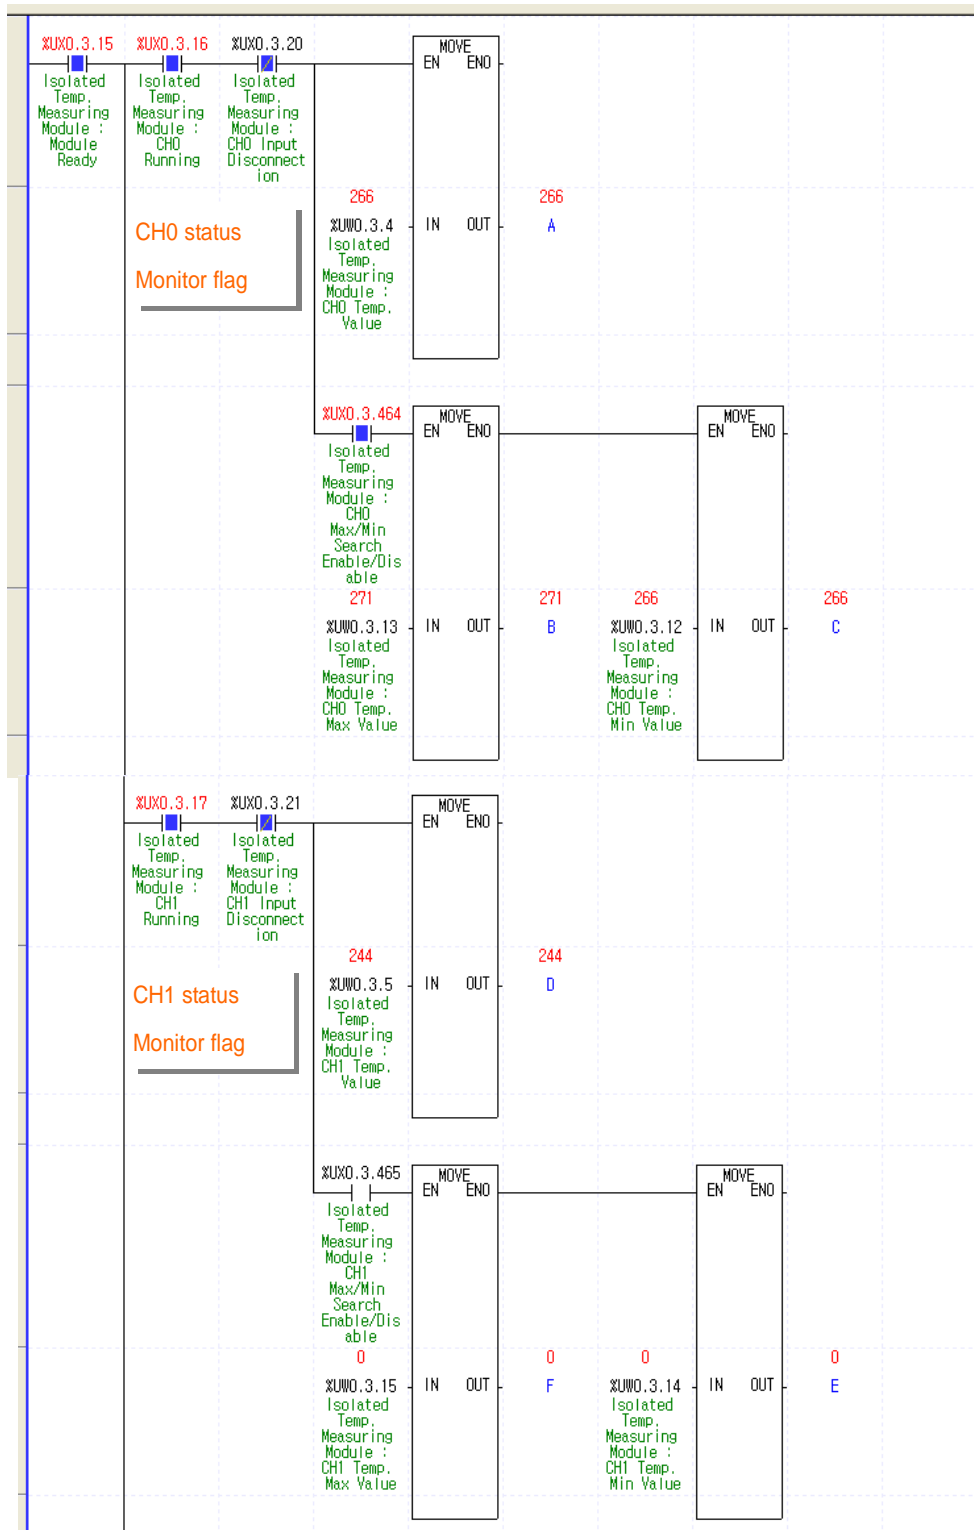 %UX0.3.15 %UX0.3.16 %UX0.3.20
MOVE
EN ENO
Isolated
Temp.
Measuring
Module :
Module
Ready
Isolated
Temp.
Measuring
Module :
CH0
Running
Isolated
Temp.
Measuring
Module :
CH0 Input
Disconnect
ion
CH0 status
Monitor flag
266 266
%UW0.3.4 IN OUT A
Isolated
Temp.
Measuring
Module :
CH0 Temp.
Value
%UX0.3.464 MOVE MOVE
EN ENO EN ENO
Isolated
Temp.
Measuring
Module :
CH0
Max/Min
Search
Enable/Dis
able
271 271 266 266
%UW0.3.13 IN OUT B %UW0.3.12 IN OUT C
Isolated
Temp.
Measuring
Module :
CH0 Temp.
Max Value
Isolated
Temp.
Measuring
Module :
CH0 Temp.
Min Value
%UX0.3.17 %UX0.3.21 MOVE
EN ENO
Isolated
Temp.
Measuring
Module :
CH1
Running
Isolated
Temp.
Measuring
Module :
CH1 Input
Disconnect
ion
CH1 status
Monitor flag
244 244
%UW0.3.5 IN OUT D
Isolated
Temp.
Measuring
Module :
CH1 Temp.
Value
%UX0.3.465 MOVE MOVE
EN ENO EN ENO
Isolated
Temp.
Measuring
Module :
CH1
Max/Min
Search
Enable/Dis
able
0 0 0 0
%UW0.3.15 IN OUT F %UW0.3.14 IN OUT E
Isolated
Temp.
Measuring
Module :
CH1 Temp.
Max Value
Isolated
Temp.
Measuring
Module :
CH1 Temp.
Min Value